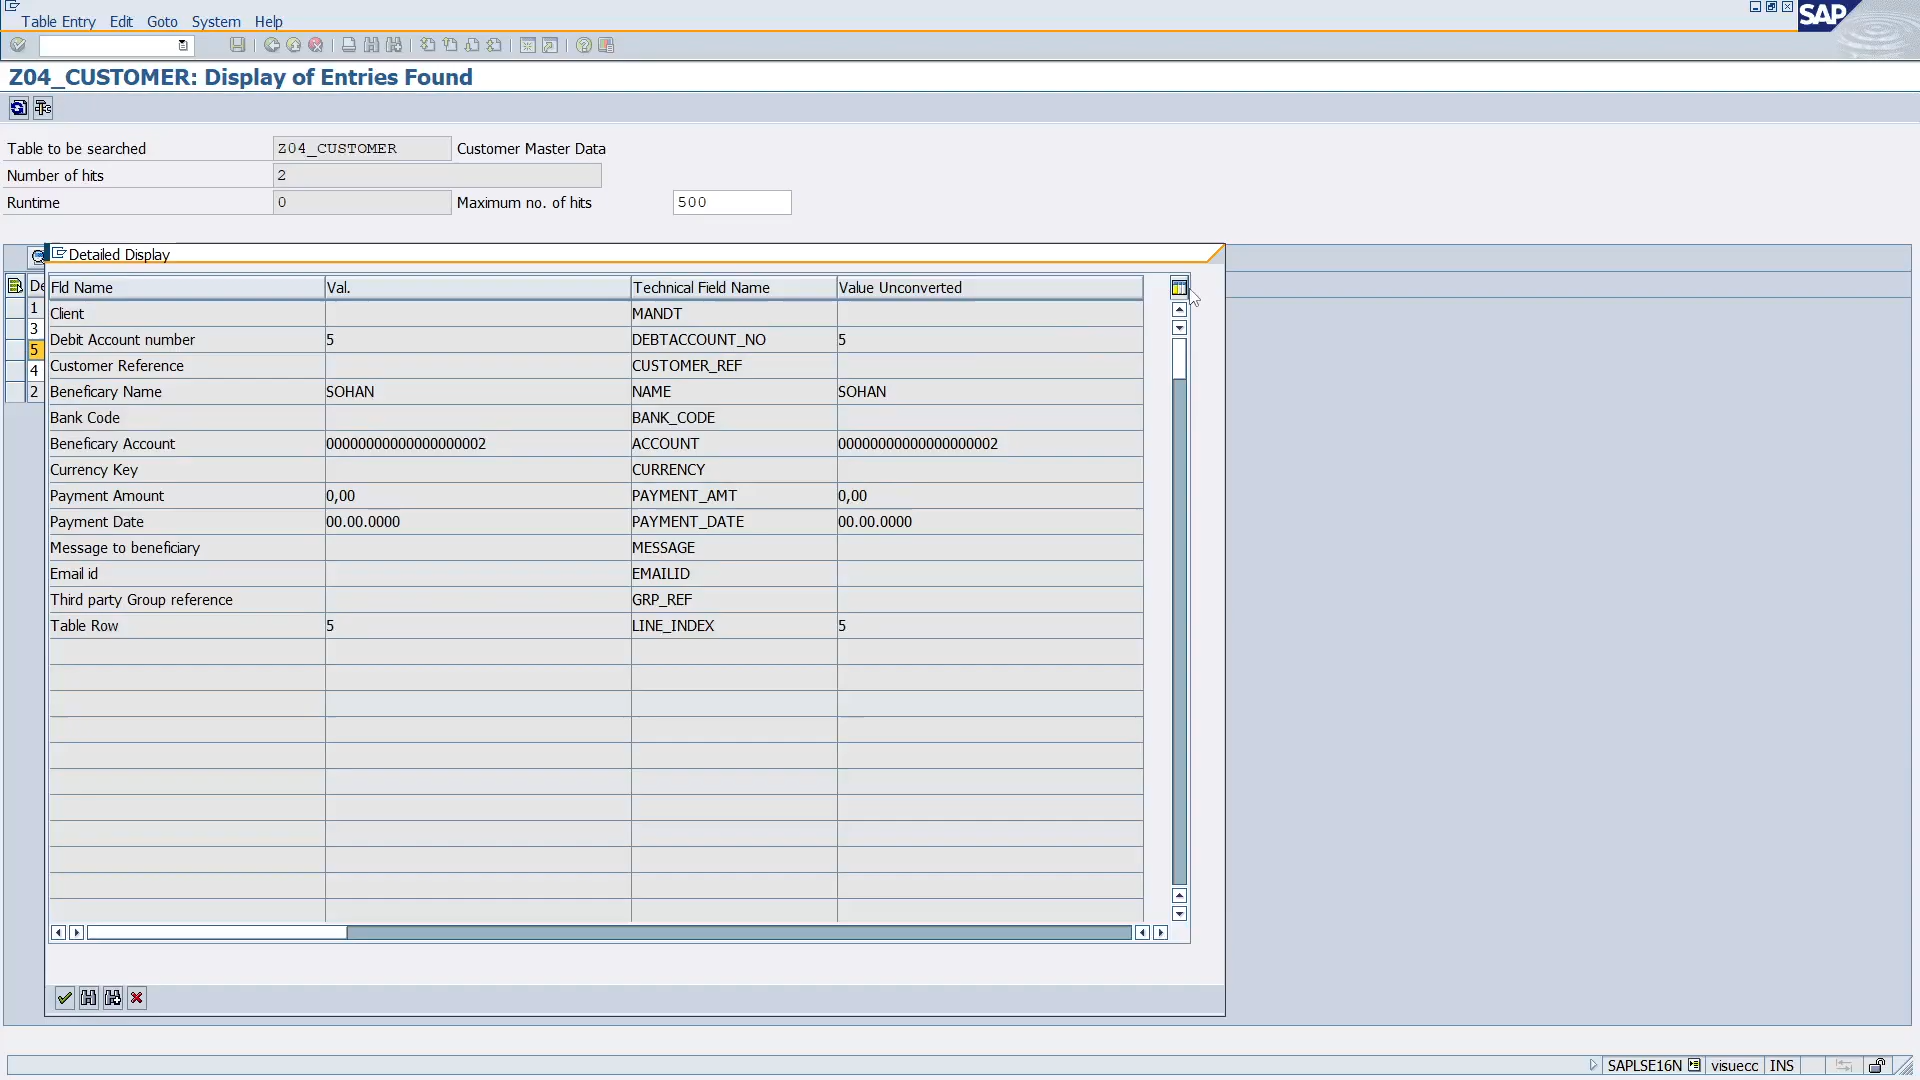 Table Entry Edit Goto System Help
SAP
Z04_CUSTOMER: Display of Entries Found
Table to be searched Z04_CUSTOMER Customer Master Data
Number of hits 2
Runtime 0 Maximum no. of hits 500
Detailed Display
De
1
3
5
4
2
Fld Name Val. Technical Field Name Value Unconverted
Client MANDT
Debit Account number 5 DEBTACCOUNT_NO 5
Customer Reference CUSTOMER_REF
Beneficary Name SOHAN NAME SOHAN
Bank Code BANK_CODE
Beneficary Account 00000000000000000002 ACCOUNT 00000000000000000002
Currency Key CURRENCY
Payment Amount 0,00 PAYMENT_AMT 0,00
Payment Date 00.00.0000 PAYMENT_DATE 00.00.0000
Message to beneficiary MESSAGE
Email id EMAILID
Third party Group reference GRP_REF
Table Row 5 LINE_INDEX 5
SAPLSE16N visuecc INS